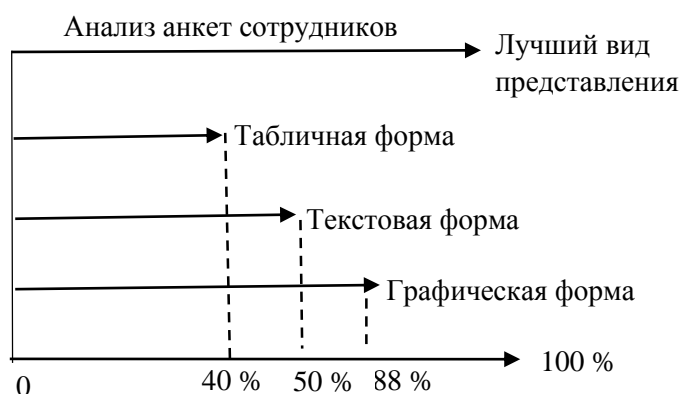 Анализ анкет сотрудников
Лучший вид
представления
Табличная форма
Текстовая форма
Графическая форма
100 %
0
40 %
50 %
88 %